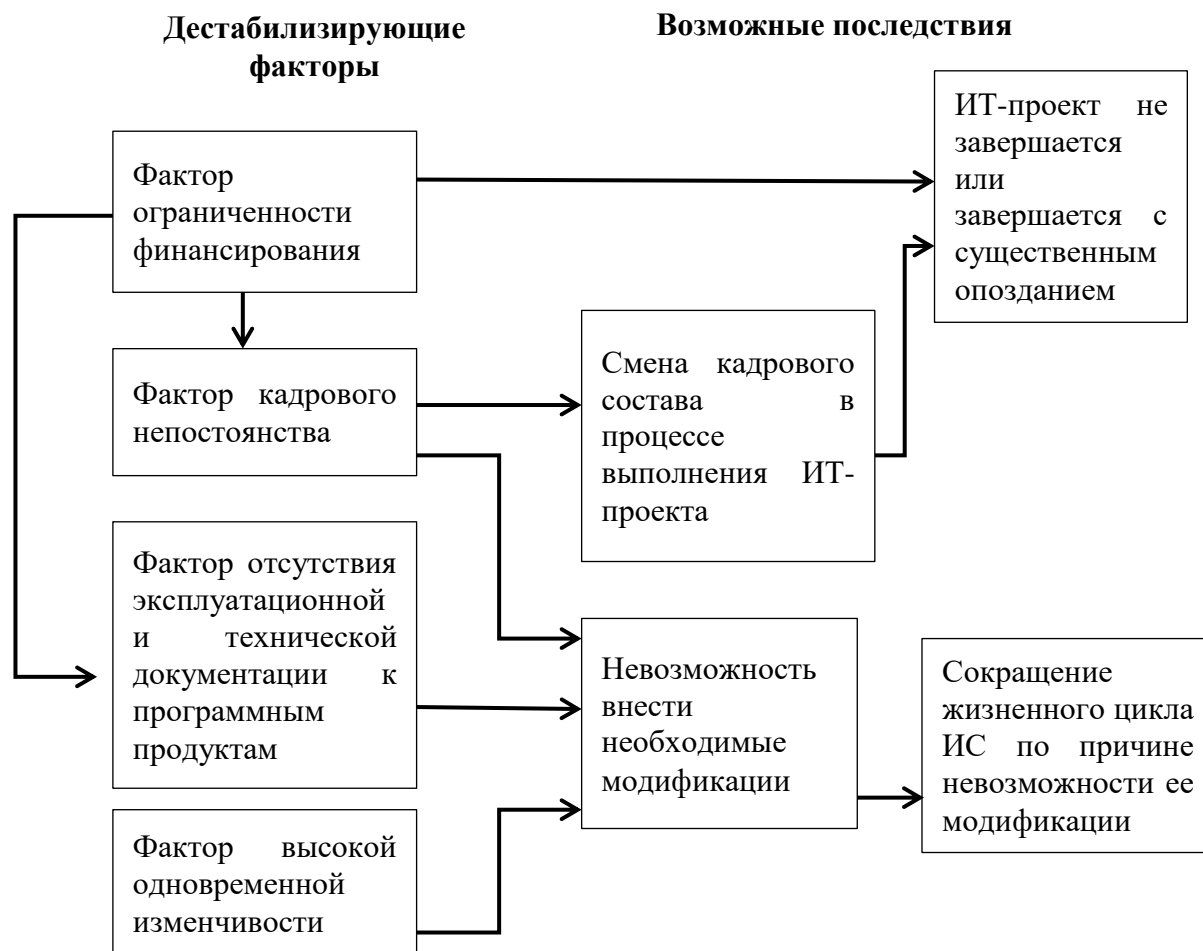 Дестабилизирующие
факторы
Возможные последствия
Фактор
ограниченности
финансирования
ИТ-проект не
завершается
или
завершается с
существенным
опозданием
Фактор кадрового
непостоянства
Смена кадрового
состава в
процессе
выполнения ИТ-
проекта
Фактор отсутствия
эксплуатационной
и технической
документации к
программным
продуктам
Невозможность
внести
необходимые
модификации
Сокращение
жизненного цикла
ИС по причине
невозможности ее
модификации
Фактор высокой
одновременной
изменчивости